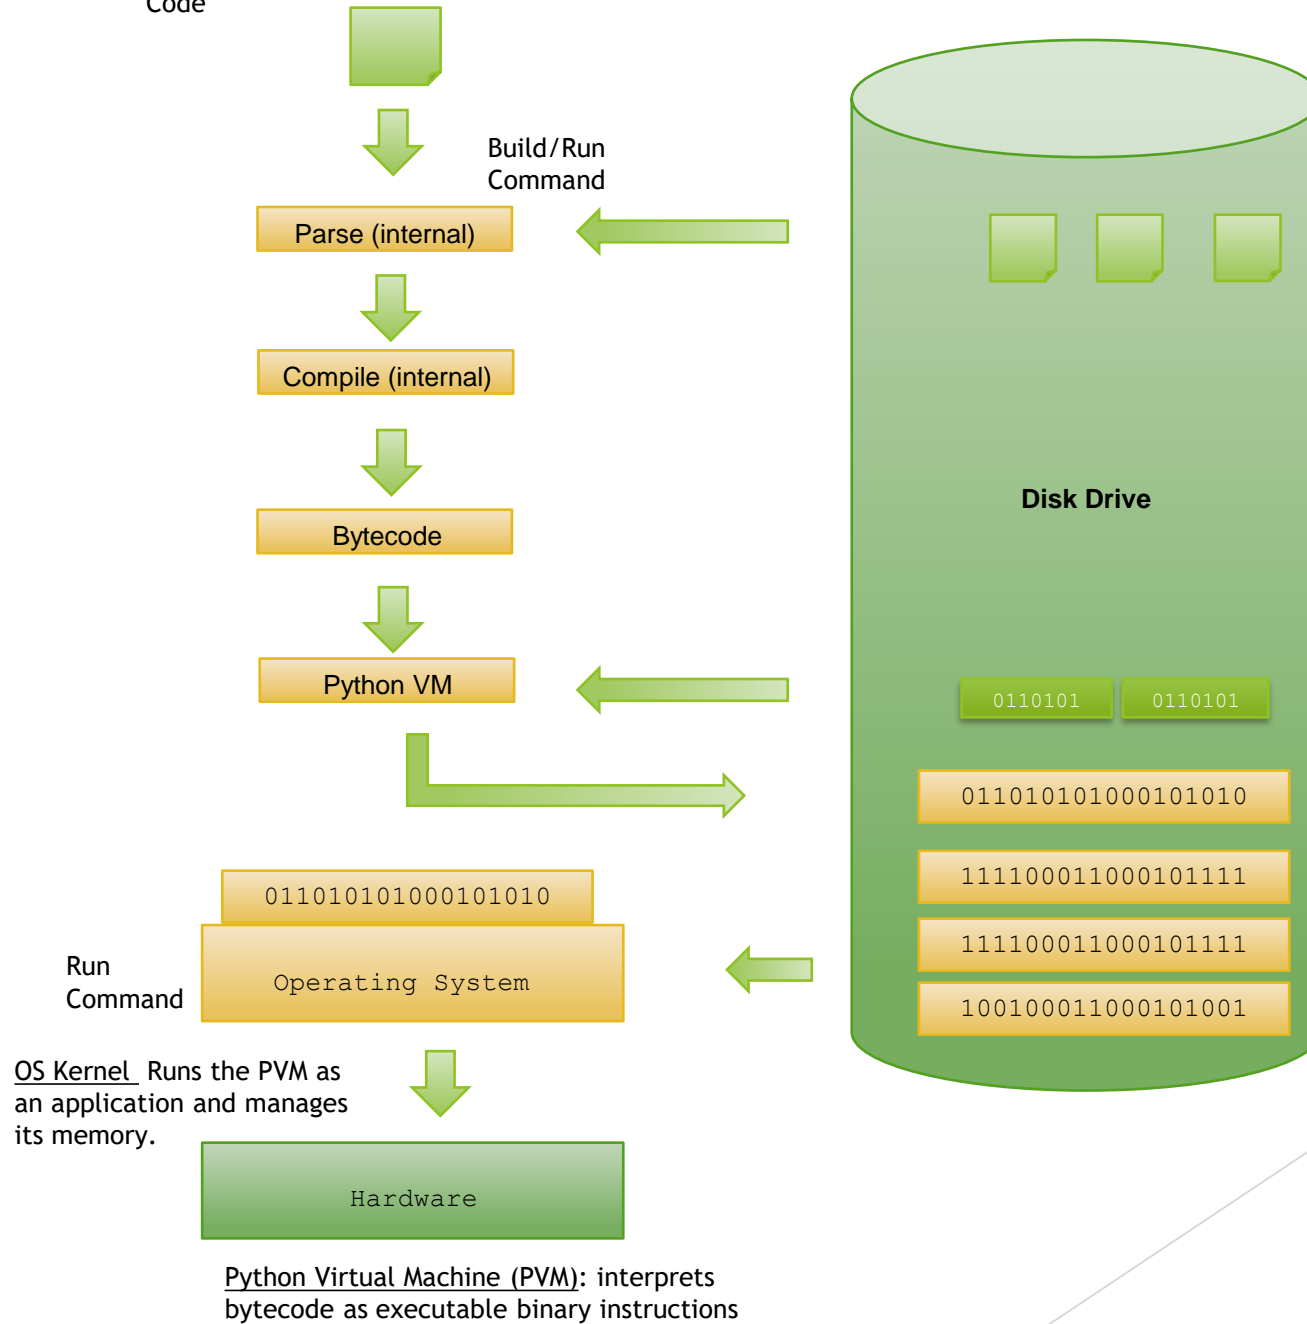 Code
Build/Run
Command
Parse (internal)
Compile (internal)
Bytecode
Python VM
Disk Drive
0110101
0110101
011010101000101010
111100011000101111
111100011000101111
100100011000101001
011010101000101010
Operating System
Run
Command
OS Kernel Runs the PVM as
an application and manages
its memory.
Hardware
Python Virtual Machine (PVM): interprets
bytecode as executable binary instructions